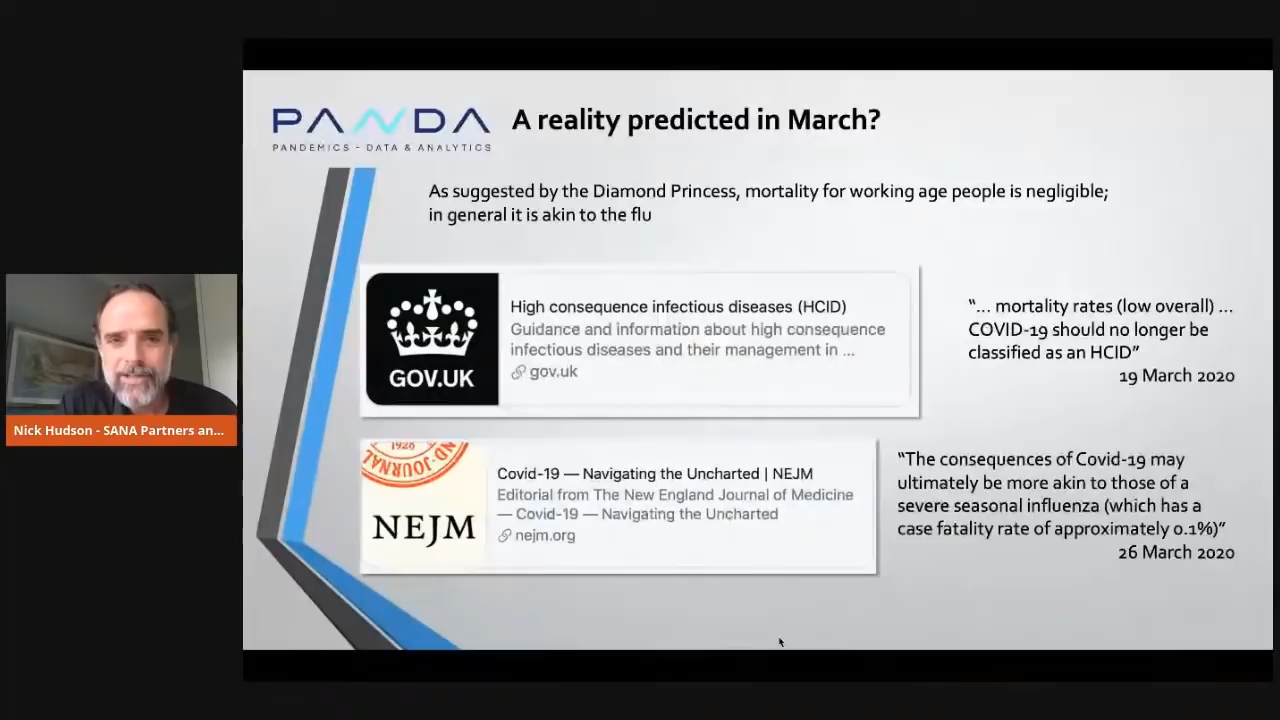 PANDA
PANDEMICS - DATA & ANALYTICS
A reality predicted in March?
As suggested by the Diamond Princess, mortality for working age people is negligible;
in general it is akin to the flu
GOV.UK
High consequence infectious diseases (HCID)
Guidance and information about high consequence
infectious diseases and their management in ...
gov.uk
"... mortality rates (low overall) ...
COVID-19 should no longer be
classified as an HCID"
19 March 2020
Nick Hudson - SANA Partners an...
1928
ND-JOURNAL
NEJM
Covid-19 — Navigating the Uncharted | NEJM
Editorial from The New England Journal of Medicine
— Covid-19 — Navigating the Uncharted
nejm.org
"The consequences of Covid-19 may
ultimately be more akin to those of a
severe seasonal influenza (which has a
case fatality rate of approximately 0.1%)"
26 March 2020